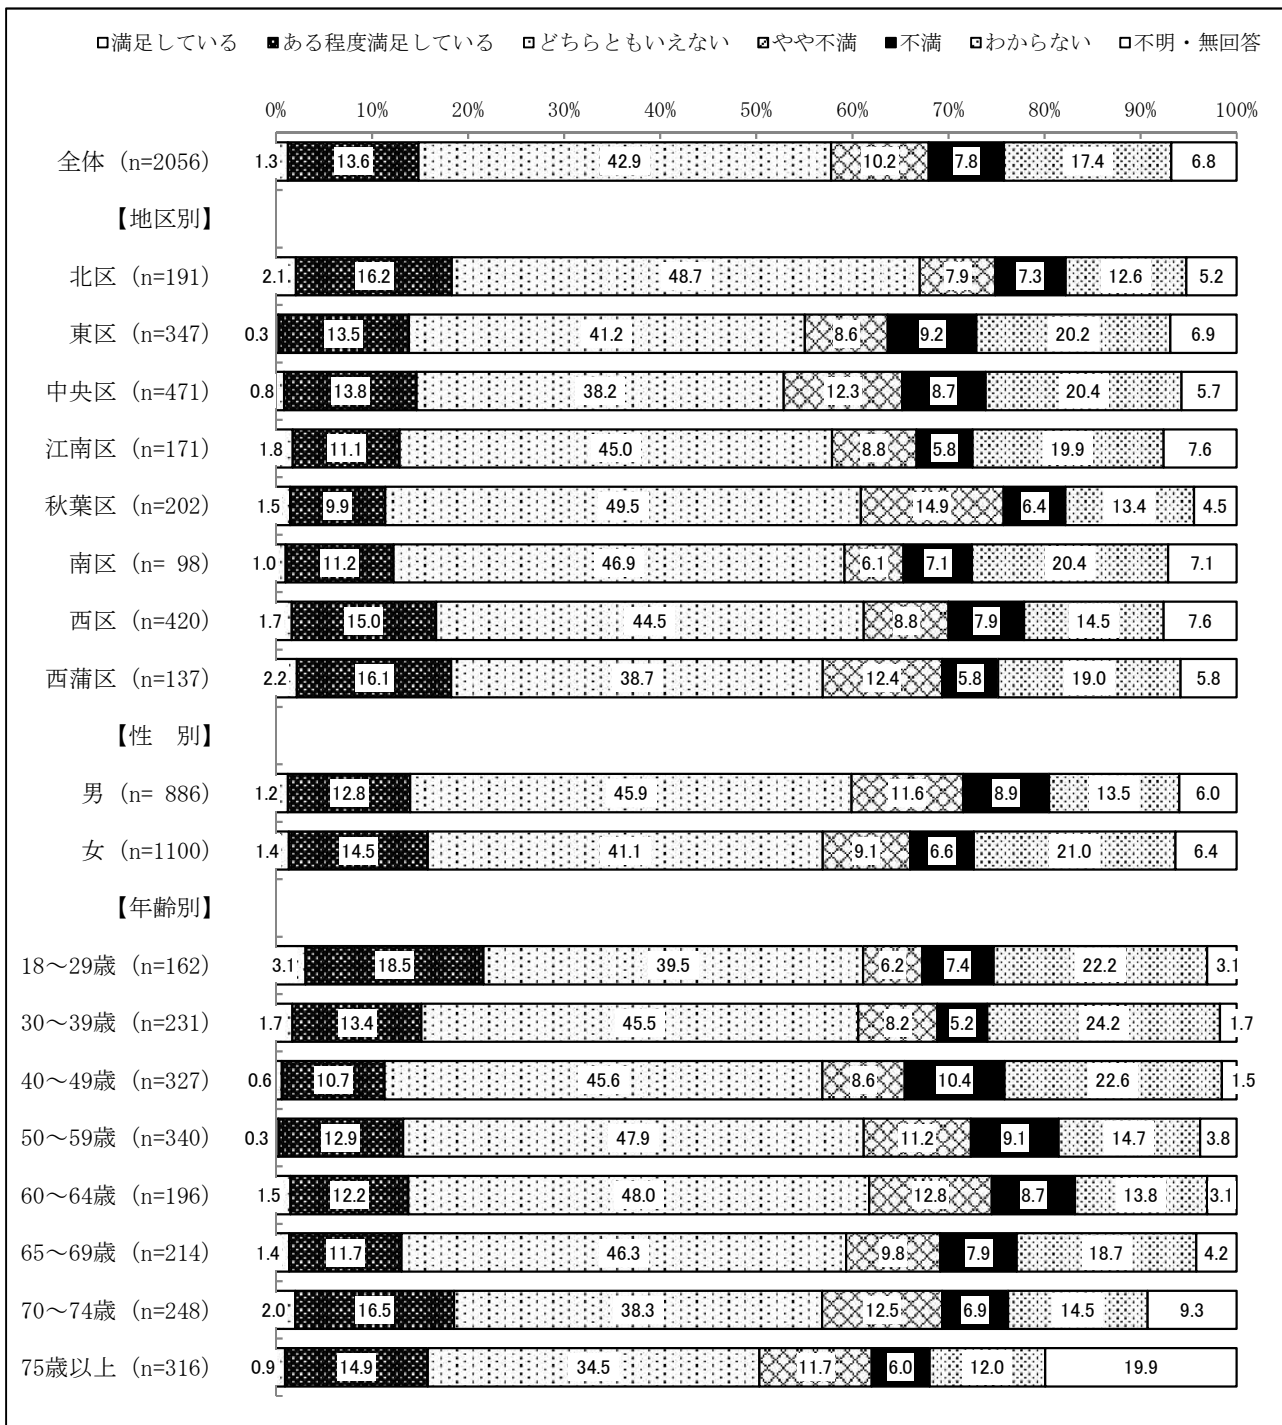 □満足している ■ある程度満足している □どちらともいえない ▨やや不満 ■不満 □わからない □不明・無回答
0% 10% 20% 30% 40% 50% 60% 70% 80% 90% 100%
全体 (n=2056) 1.3 13.6 42.9 10.2 7.8 17.4 6.8
【地区別】
北区 (n=191) 2.1 16.2 48.7 7.9 7.3 12.6 5.2
東区 (n=347) 0.3 13.5 41.2 8.6 9.2 20.2 6.9
中央区 (n=471) 0.8 13.8 38.2 12.3 8.7 20.4 5.7
江南区 (n=171) 1.8 11.1 45.0 8.8 5.8 19.9 7.6
秋葉区 (n=202) 1.5 9.9 49.5 14.9 6.4 13.4 4.5
南区 (n= 98) 1.0 11.2 46.9 6.1 7.1 20.4 7.1
西区 (n=420) 1.7 15.0 44.5 8.8 7.9 14.5 7.6
西蒲区 (n=137) 2.2 16.1 38.7 12.4 5.8 19.0 5.8
【性　別】
男 (n= 886) 1.2 12.8 45.9 11.6 8.9 13.5 6.0
女 (n=1100) 1.4 14.5 41.1 9.1 6.6 21.0 6.4
【年齢別】
18～29歳 (n=162) 3.1 18.5 39.5 6.2 7.4 22.2 3.1
30～39歳 (n=231) 1.7 13.4 45.5 8.2 5.2 24.2 1.7
40～49歳 (n=327) 0.6 10.7 45.6 8.6 10.4 22.6 1.5
50～59歳 (n=340) 0.3 12.9 47.9 11.2 9.1 14.7 3.8
60～64歳 (n=196) 1.5 12.2 48.0 12.8 8.7 13.8 3.1
65～69歳 (n=214) 1.4 11.7 46.3 9.8 7.9 18.7 4.2
70～74歳 (n=248) 2.0 16.5 38.3 12.5 6.9 14.5 9.3
75歳以上 (n=316) 0.9 14.9 34.5 11.7 6.0 12.0 19.9